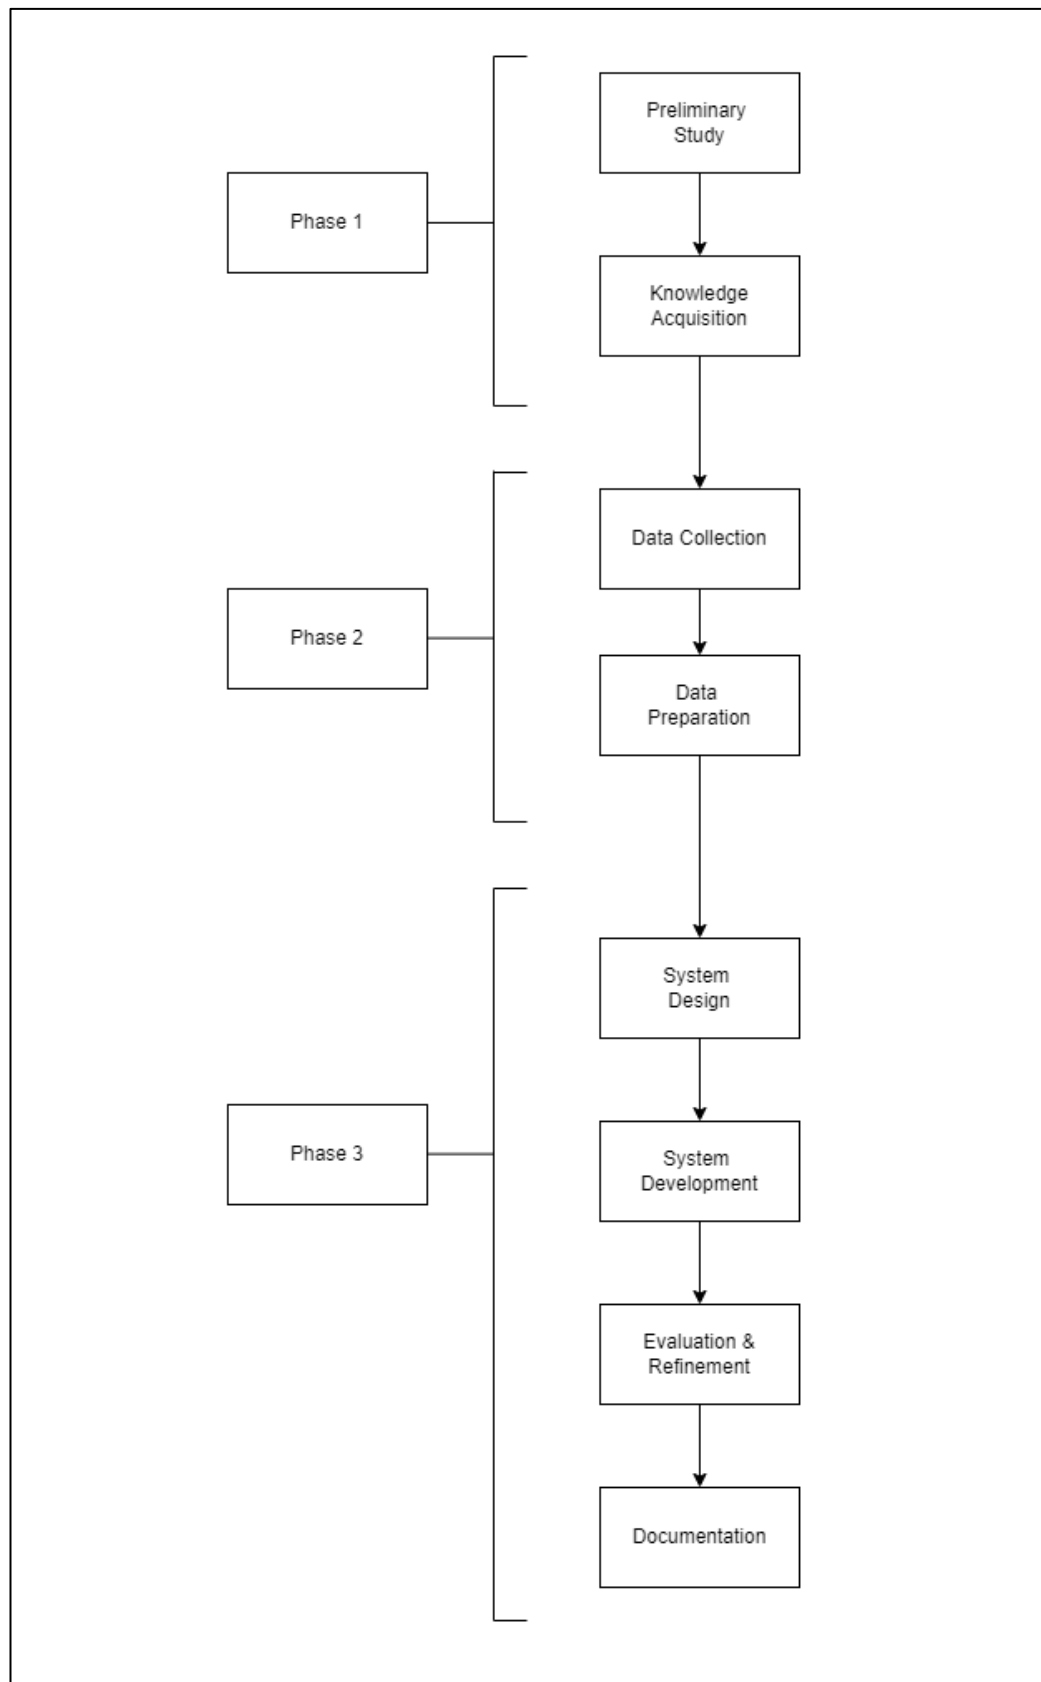 Preliminary
Study
Phase 1
Knowledge
Acquisition
Data Collection
Phase 2
Data
Preparation
System
Design
Phase 3
System
Development
Evaluation &
Refinement
Documentation